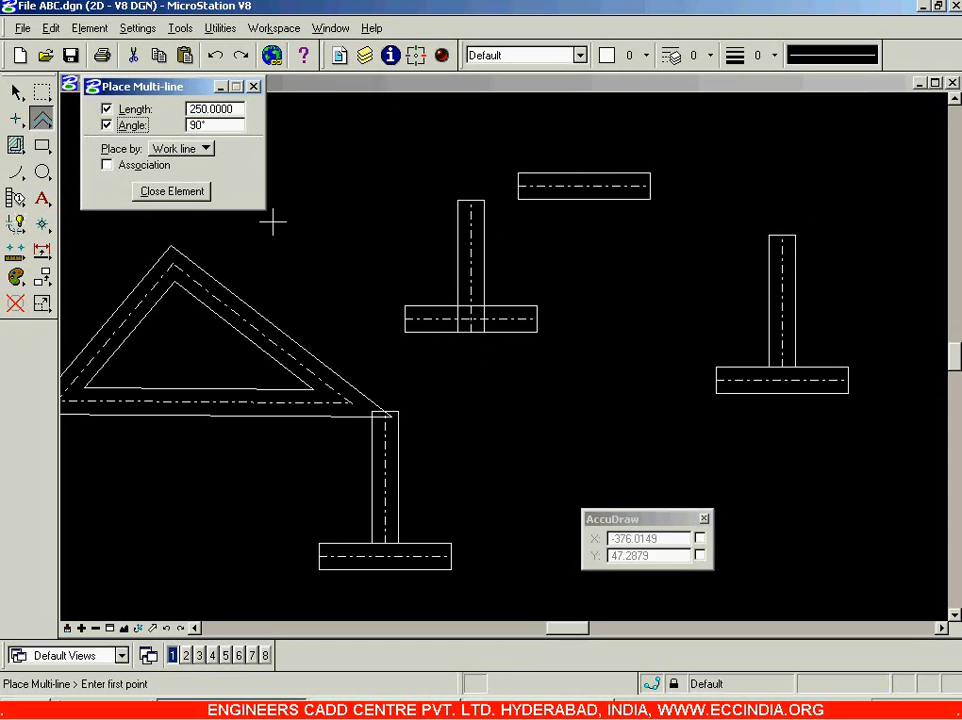 File ABC.dgn (2D - V8 DGN) - MicroStation V8
File Edit Element Settings Tools Utilities Workspace Window Help
Default 0 0 0
Place Multi-line
Length: 250.0000
Angle: 90°
Place by: Work line
Association
Close Element
AccuDraw
X: -376.0149
Y: 47.2879
Default Views 1 2 3 4 5 6 7 8
Place Multi-line > Enter first point Default
ENGINEERS CADD CENTRE PVT. LTD. HYDERABAD, INDIA, WWW.ECCINDIA.ORG